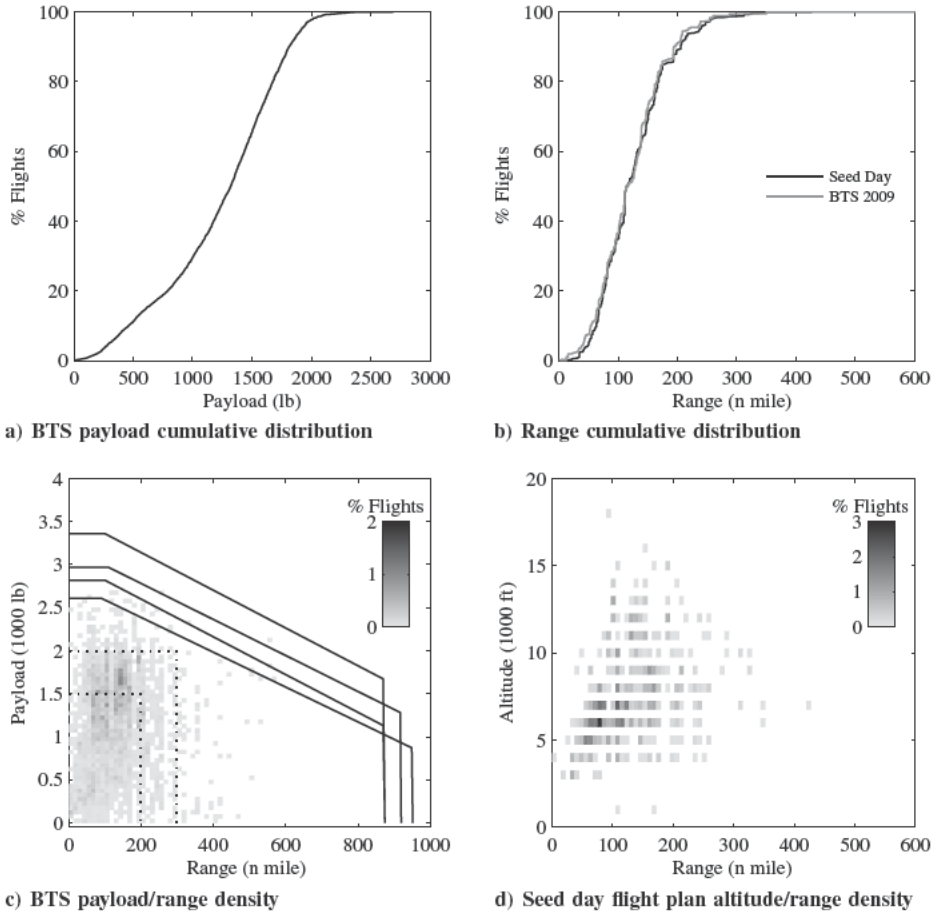 100
80
60
40
20
0
% Flights
0 500 1000 1500 2000 2500 3000
Payload (lb)
a) BTS payload cumulative distribution
100
80
60
40
20
0
% Flights
Seed Day
BTS 2009
0 100 200 300 400 500 600
Range (n mile)
b) Range cumulative distribution
4
3.5
3
2.5
2
1.5
1
0.5
0
Payload (1000 lb)
% Flights
2
1
0
0 200 400 600 800 1000
Range (n mile)
c) BTS payload/range density
20
15
10
5
0
Altitude (1000 ft)
% Flights
3
2
1
0
0 100 200 300 400 500 600
Range (n mile)
d) Seed day flight plan altitude/range density